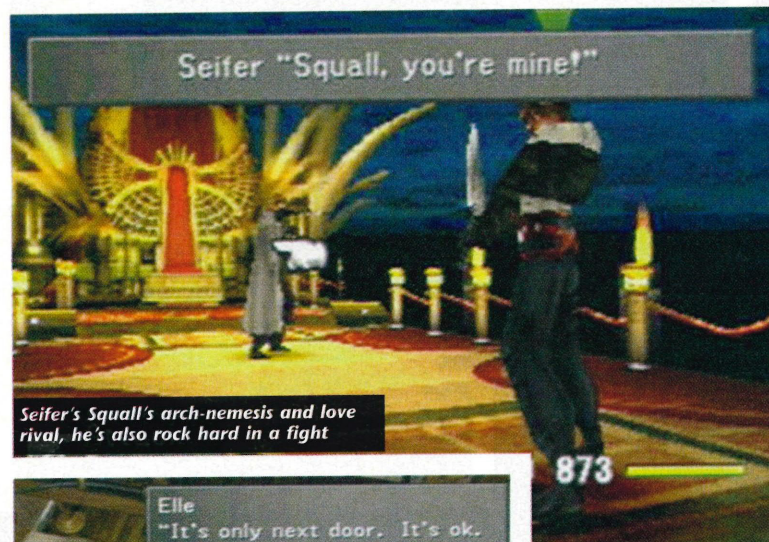 Seifer "Squall, you're mine!"
Seifer's Squall's arch-nemesis and love
rival, he's also rock hard in a fight
873
Elle
"It's only next door. It's ok.